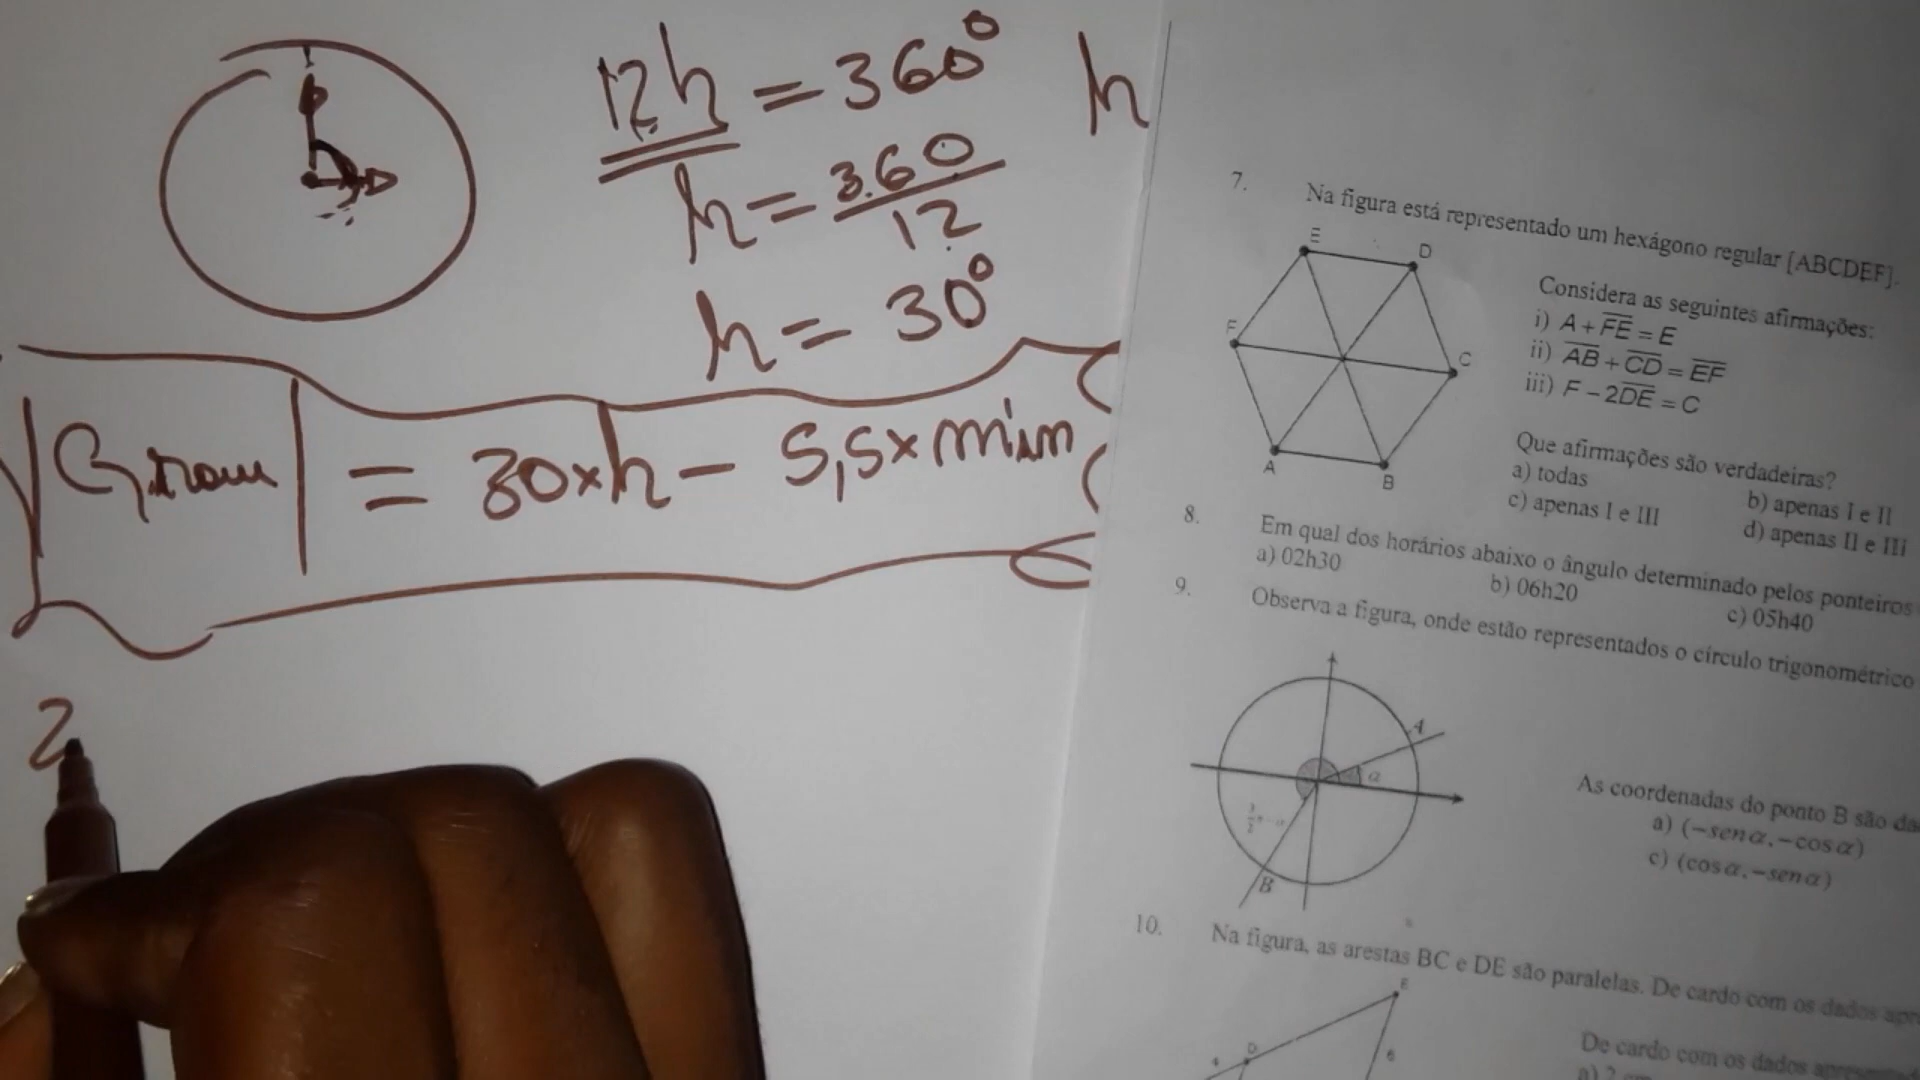 12h = 360°
h = 360/12
h = 30°
h
Grau = 30×h - 5,5×min
2
7. Na figura está representado um hexágono regular [ABCDEF].
E
D
F
C
A
B
Considera as seguintes afirmações:
i) A + FE = E
ii) AB + CD = EF
iii) F - 2DE = C
Que afirmações são verdadeiras?
a) todas b) apenas I e II
c) apenas I e III d) apenas II e III
8. Em qual dos horários abaixo o ângulo determinado pelos ponteiros
a) 02h30 b) 06h20 c) 05h40
9. Observa a figura, onde estão representados o círculo trigonométrico
A
α
B
As coordenadas do ponto B são
a) (-sen α, -cos α)
c) (cos α, -sen α)
10. Na figura, as arestas BC e DE são paralelas. De cardo com os dados
E
D
6
De cardo com os dados